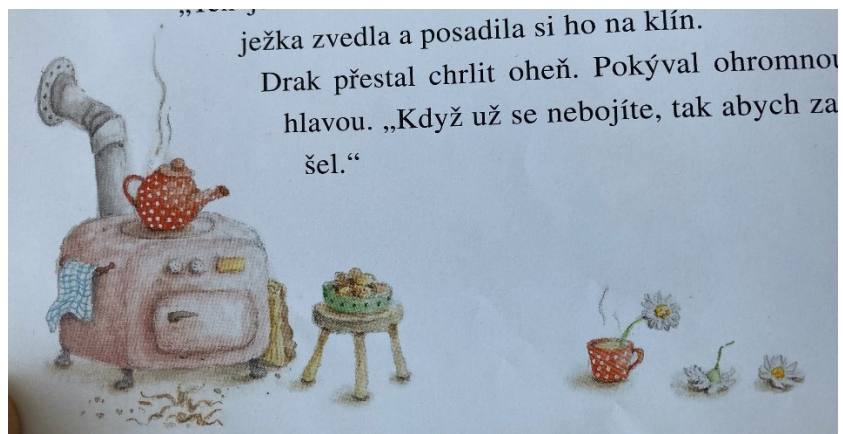 ježka zvedla a posadila si ho na klín.
Drak přestal chrlit oheň. Pokýval ohromnou
hlavou. „Když už se nebojíte, tak abych za
šel.“